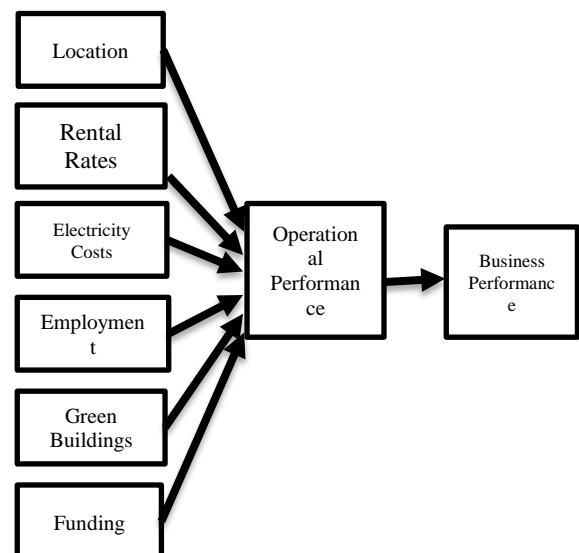 Location
Rental
Rates
Electricity
Costs
Employmen
t
Green
Buildings
Funding
Operation
al
Performan
ce
Business
Performanc
e